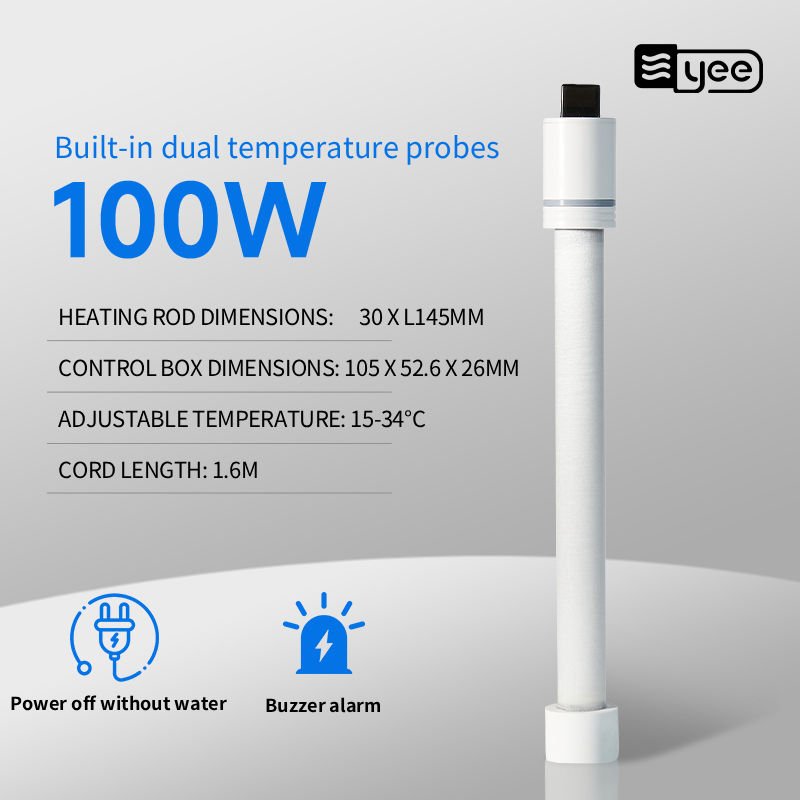 yee
Built-in dual temperature probes
100W
HEATING ROD DIMENSIONS: 30 X L145MM
CONTROL BOX DIMENSIONS: 105 X 52.6 X 26MM
ADJUSTABLE TEMPERATURE: 15-34°C
CORD LENGTH: 1.6M
Power off without water
Buzzer alarm